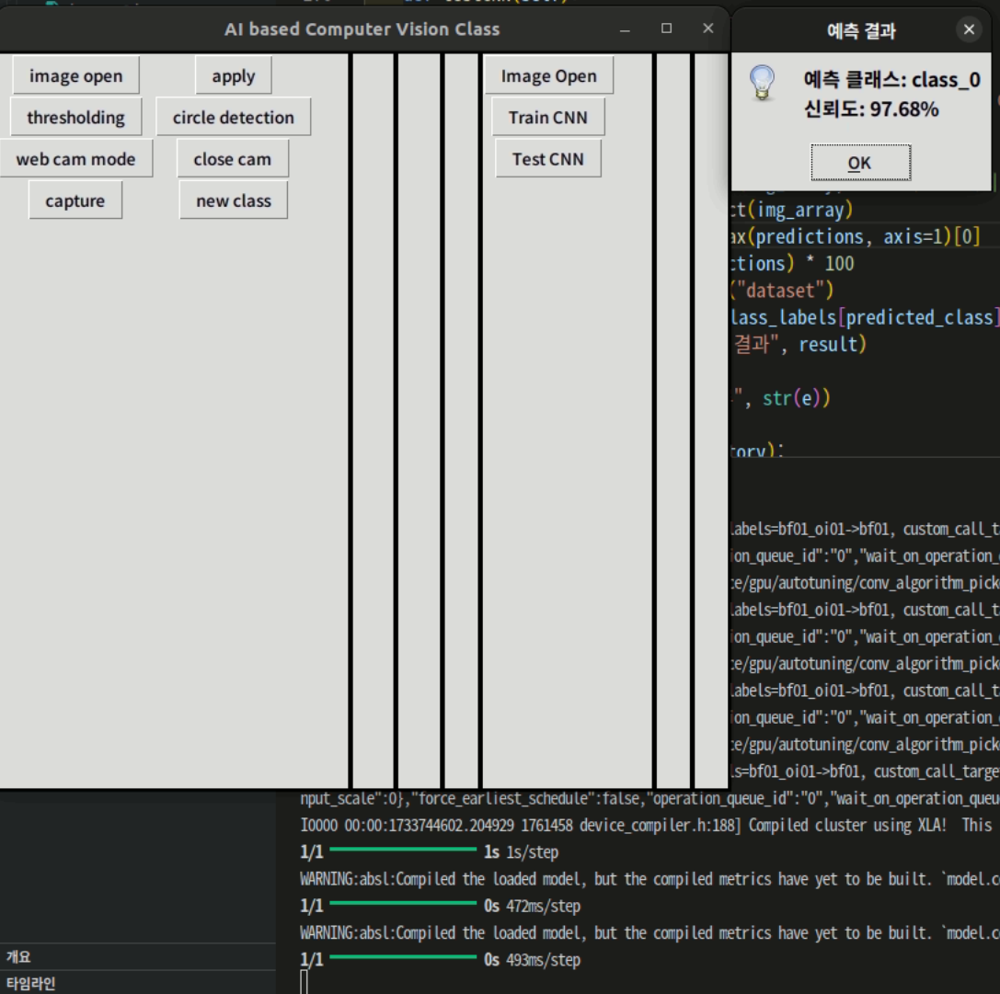 AI based Computer Vision Class
image open
apply
thresholding
circle detection
web cam mode
close cam
capture
new class
Image Open
Train CNN
Test CNN
예측 결과
예측 클래스: class_0
신뢰도: 97.68%
OK
ct(img_array)
ax(predictions, axis=1)[0]
ctions) * 100
("dataset")
lass_labels[predicted_class]
결과", result)
", str(e))
tory):
labels=bf01_oi01->bf01, custom_call_t
ion_queue_id":"0","wait_on_operation_
ce/gpu/autotuning/conv_algorithm_pick
labels=bf01_oi01->bf01, custom_call_t
ion_queue_id":"0","wait_on_operation_
ce/gpu/autotuning/conv_algorithm_pick
labels=bf01_oi01->bf01, custom_call_t
ion_queue_id":"0","wait_on_operation_
ce/gpu/autotuning/conv_algorithm_pick
ls=bf01_oi01->bf01, custom_call_targe
nput_scale":0},"force_earliest_schedule":false,"operation_queue_id":"0","wait_on_operation_queu
I0000 00:00:1733744602.204929 1761458 device_compiler.h:188] Compiled cluster using XLA! This
1/1 1s 1s/step
WARNING:absl:Compiled the loaded model, but the compiled metrics have yet to be built. `model.c
1/1 0s 472ms/step
WARNING:absl:Compiled the loaded model, but the compiled metrics have yet to be built. `model.c
1/1 0s 493ms/step
개요
타임라인